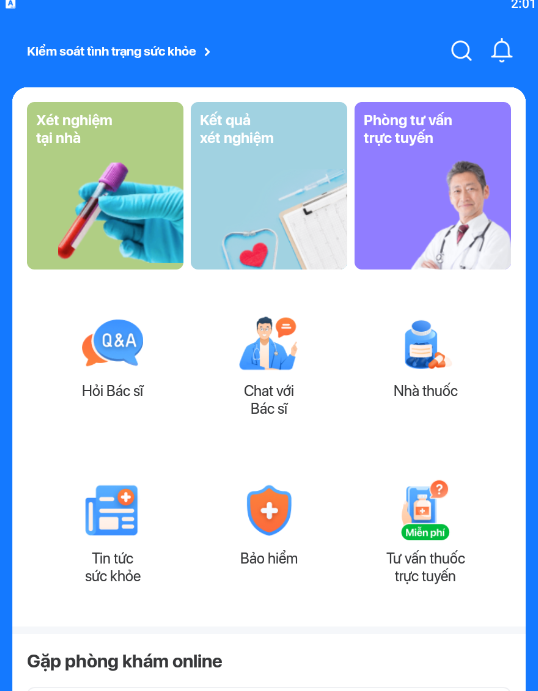 2:01
Kiểm soát tình trạng sức khỏe
Xét nghiệm
tại nhà
Kết quả
xét nghiệm
Phòng tư vấn
trực tuyến
Q&A
Hỏi Bác sĩ
Chat với
Bác sĩ
Nhà thuốc
?
Miễn phí
Tin tức
sức khỏe
Bảo hiểm
Tư vấn thuốc
trực tuyến
Gặp phòng khám online